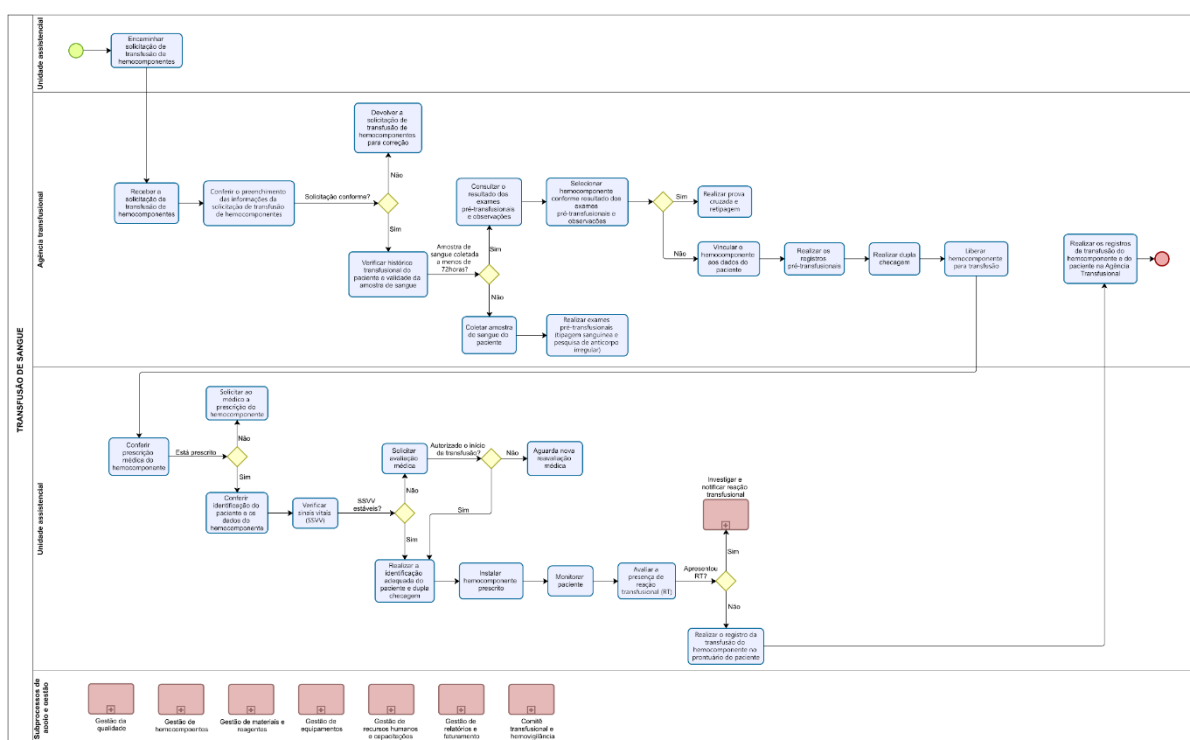 TRANSFUSÃO DE SANGUE
Unidade assistencial
Encaminhar
solicitação de
transfusão de
hemocomponentes
Agência transfusional
Receber a
solicitação de
transfusão de
hemocomponentes
Conferir o preenchimento
das informações da
solicitação de transfusão
de hemocomponentes
Solicitação conforme?
Não
Devolver a
solicitação de
transfusão de
hemocomponentes
para correção
Sim
Verificar histórico
transfusional do
paciente e validade da
amostra de sangue
Amostra de
sangue coletada
a menos de
72horas?
Sim
Consultar o
resultado dos
exames
pré-transfusionais
e observações
Selecionar
hemocomponente
conforme resultado dos
exames
pré-transfusionais e
observações
Não
Coletar amostra
de sangue do
paciente
Realizar exames
pré-transfusionais
(tipagem sanguínea e
pesquisa de anticorpo
irregular)
Sim
Realizar prova
cruzada e
retipagem
Não
Vincular o
hemocomponente
aos dados do
paciente
Realizar os
registros
pré-transfusionais
Realizar dupla
checagem
Liberar
hemocomponente
para transfusão
Realizar os registros
da transfusão do
hemocomponente e do
paciente na Agência
Transfusional
Unidade assistencial
Conferir
prescrição
médica do
hemocomponente
Está prescrito
Não
Solicitar ao
médico a
prescrição do
hemocomponente
Sim
Conferir
identificação do
paciente e os
dados do
hemocomponente
Verificar
sinais vitais
(SSVV)
SSVV
estáveis?
Não
Solicitar
avaliação
médica
Autorizado o início
da transfusão?
Não
Aguarda nova
reavaliação
médica
Sim
Sim
Realizar a
identificação
adequada do
paciente e dupla
checagem
Instalar
hemocomponente
prescrito
Monitorar
paciente
Avaliar a
presença de
reação
transfusional (RT)
Apresentou
RT?
Sim
Investigar e
notificar reação
transfusional
Não
Realizar o registro da
transfusão do
hemocomponente no
prontuário do paciente
Subprocessos de
apoio e gestão
Gestão da
qualidade
Gestão de
hemocomponentes
Gestão de materiais e
reagentes
Gestão de
equipamentos
Gestão de
recursos humanos
e capacitações
Gestão de
relatórios e
faturamento
Comitê
transfusional e
hemovigilância